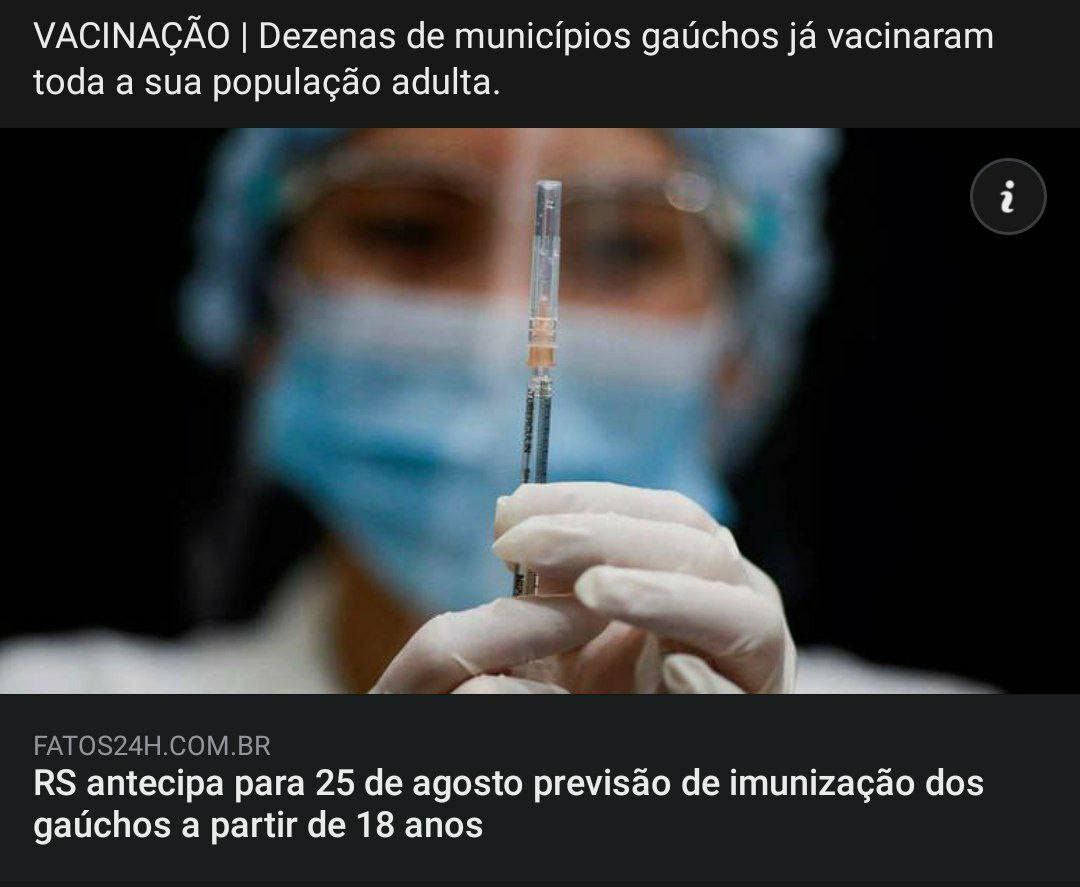 VACINAÇÃO | Dezenas de municípios gaúchos já vacinaram
toda a sua população adulta.
i
FATOS24H.COM.BR
RS antecipa para 25 de agosto previsão de imunização dos
gaúchos a partir de 18 anos